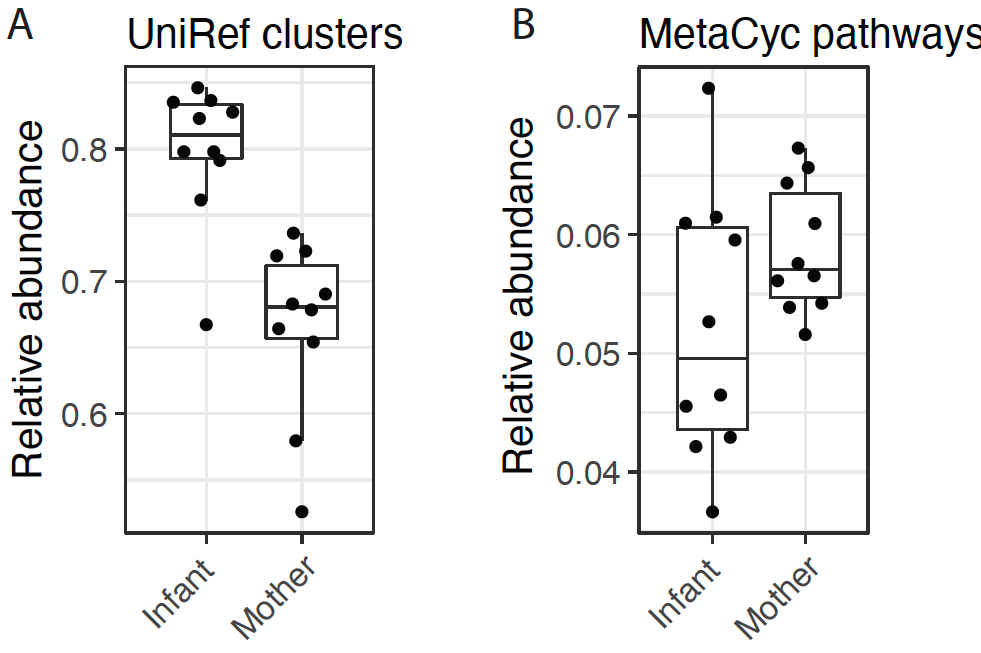 A
UniRef clusters
Relative abundance
0.8
0.7
0.6
Infant
Mother
B
MetaCyc pathways
Relative abundance
0.07
0.06
0.05
0.04
Infant
Mother